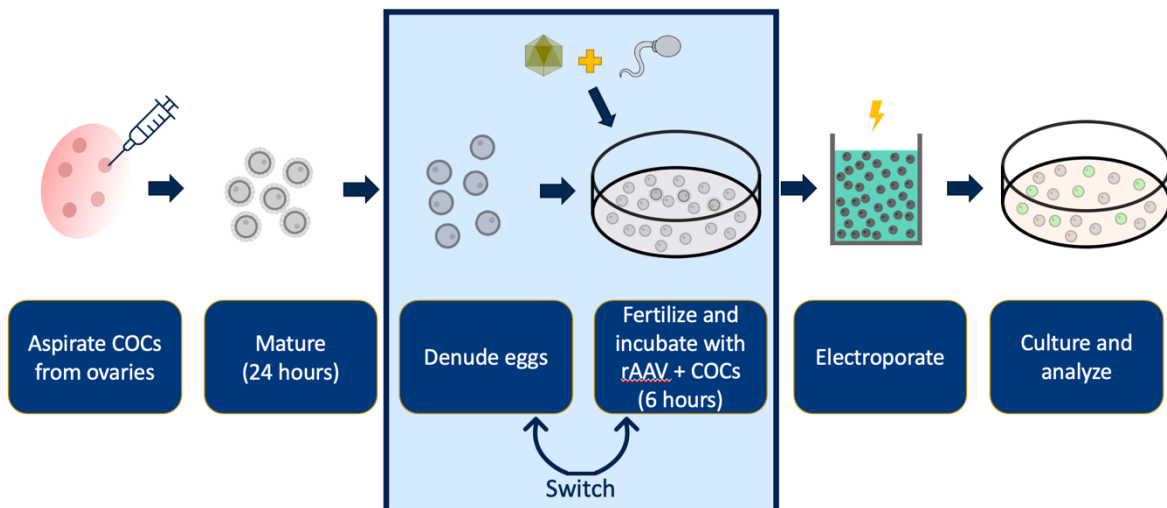 Aspirate COCs
from ovaries
Mature
(24 hours)
Denude eggs
Fertilize and
incubate with
rAAV + COCs
(6 hours)
Electroporate
Culture and
analyze
Switch